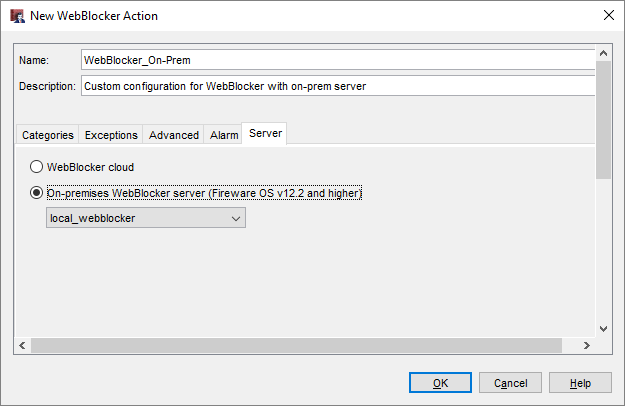 New WebBlocker Action
Name: WebBlocker_On-Prem
Description: Custom configuration for WebBlocker with on-prem server
Categories Exceptions Advanced Alarm Server
WebBlocker cloud
On-premises WebBlocker server (Fireware OS v12.2 and higher)
local_webblocker
OK Cancel Help